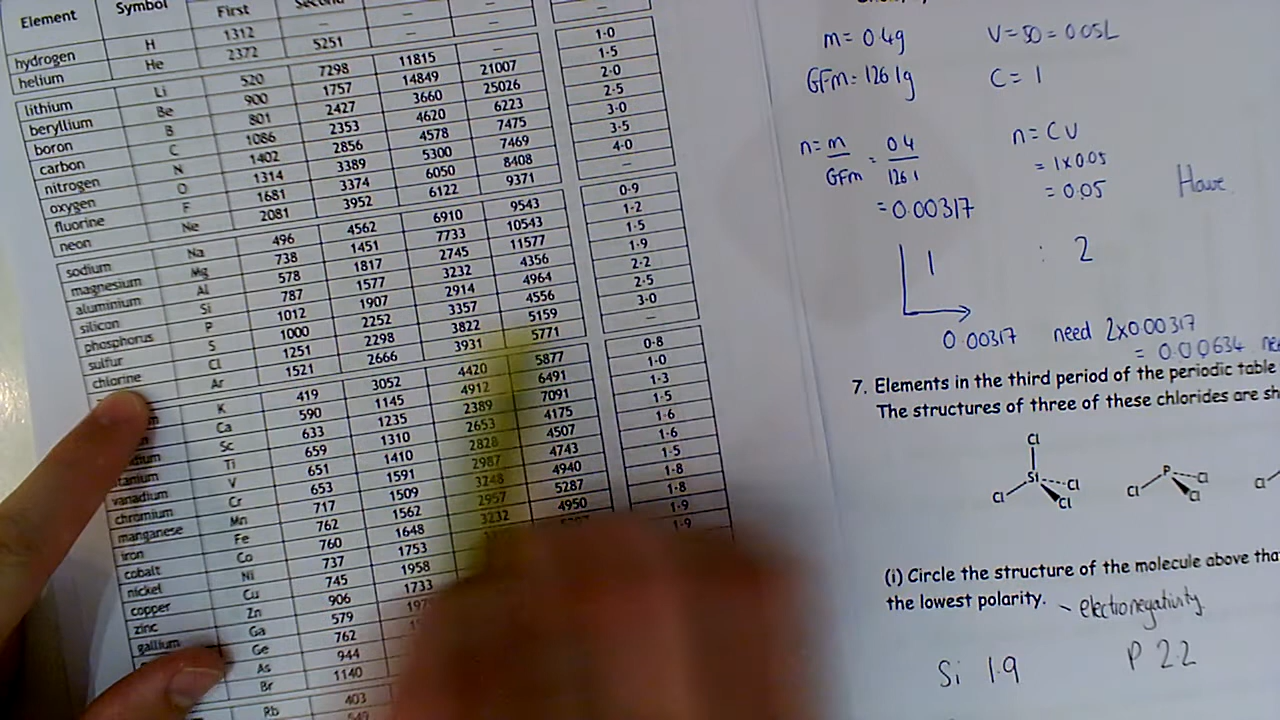 Element Symbol First Second
hydrogen H 1312 – – –
helium He 2372 5251 – – –
lithium Li 520 7298 11815 – 1·0
beryllium Be 900 1757 14849 21007 1·5
boron B 801 2427 3660 25026 2·0
carbon C 1086 2353 4620 6223 2·5
nitrogen N 1402 2856 4578 7475 3·0
oxygen O 1314 3389 5300 7469 3·5
fluorine F 1681 3374 6050 8408 4·0
neon Ne 2081 3952 6122 9371 –
sodium Na 496 4562 6910 9543 0·9
magnesium Mg 738 1451 7733 10543 1·2
aluminium Al 578 1817 2745 11577 1·5
silicon Si 787 1577 3232 4356 1·9
phosphorus P 1012 1907 2914 4964 2·2
sulfur S 1000 2252 3357 4556 2·5
chlorine Cl 1251 2298 3822 5159 3·0
Ar 1521 2666 3931 5771 –
K 419 3052 4420 5877 0·8
Ca 590 1145 4912 6491 1·0
Sc 633 1235 2389 7091 1·3
Ti 659 1310 2653 4175 1·5
vanadium V 651 1410 2828 4507 1·6
chromium Cr 653 1591 2987 4743 1·6
manganese Mn 717 1509 3248 4940 1·5
iron Fe 762 1562 2957 5287 1·8
cobalt Co 760 1648 3232 4950 1·8
nickel Ni 737 1753 1·9
copper Cu 745 1958 1·9
zinc Zn 906 1733
gallium Ga 579
Ge 762
As 944
Br 1140
Rb 403
m = 0.4g V = 50 = 0.05L
GFM = 126.1g C = 1
n = m / GFM = 0.4 / 126.1 n = CV
= 1 x 0.05
= 0.00317 = 0.05 Have
1 : 2
0.00317 need 2x0.00317
= 0.00634
7. Elements in the third period of the periodic table
The structures of three of these chlorides are
Cl
Si Cl P Cl
Cl Cl Cl Cl Cl
(i) Circle the structure of the molecule above
the lowest polarity. ~ electronegativity
Si 1.9 P 2.2